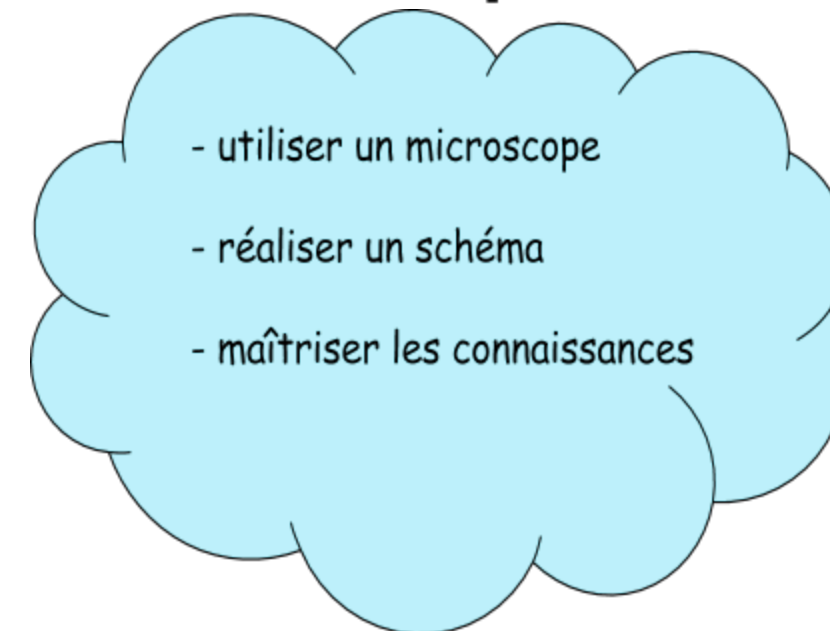 - utiliser un microscope
- réaliser un schéma
- maîtriser les connaissances